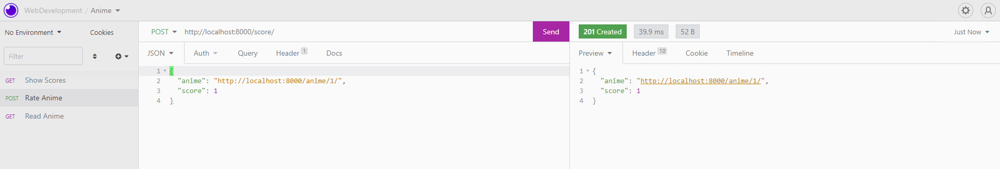 WebDevelopment / Anime
No Environment Cookies
Filter
GET Show Scores
POST Rate Anime
GET Read Anime
POST http://localhost:8000/score/ Send
JSON Auth Query Header 1 Docs
1 {
2 "anime": "http://localhost:8000/anime/1/",
3 "score": 1
4 }
201 Created 39.9 ms 52 B Just Now
Preview Header 10 Cookie Timeline
1 {
2 "anime": "http://localhost:8000/anime/1/",
3 "score": 1
4 }